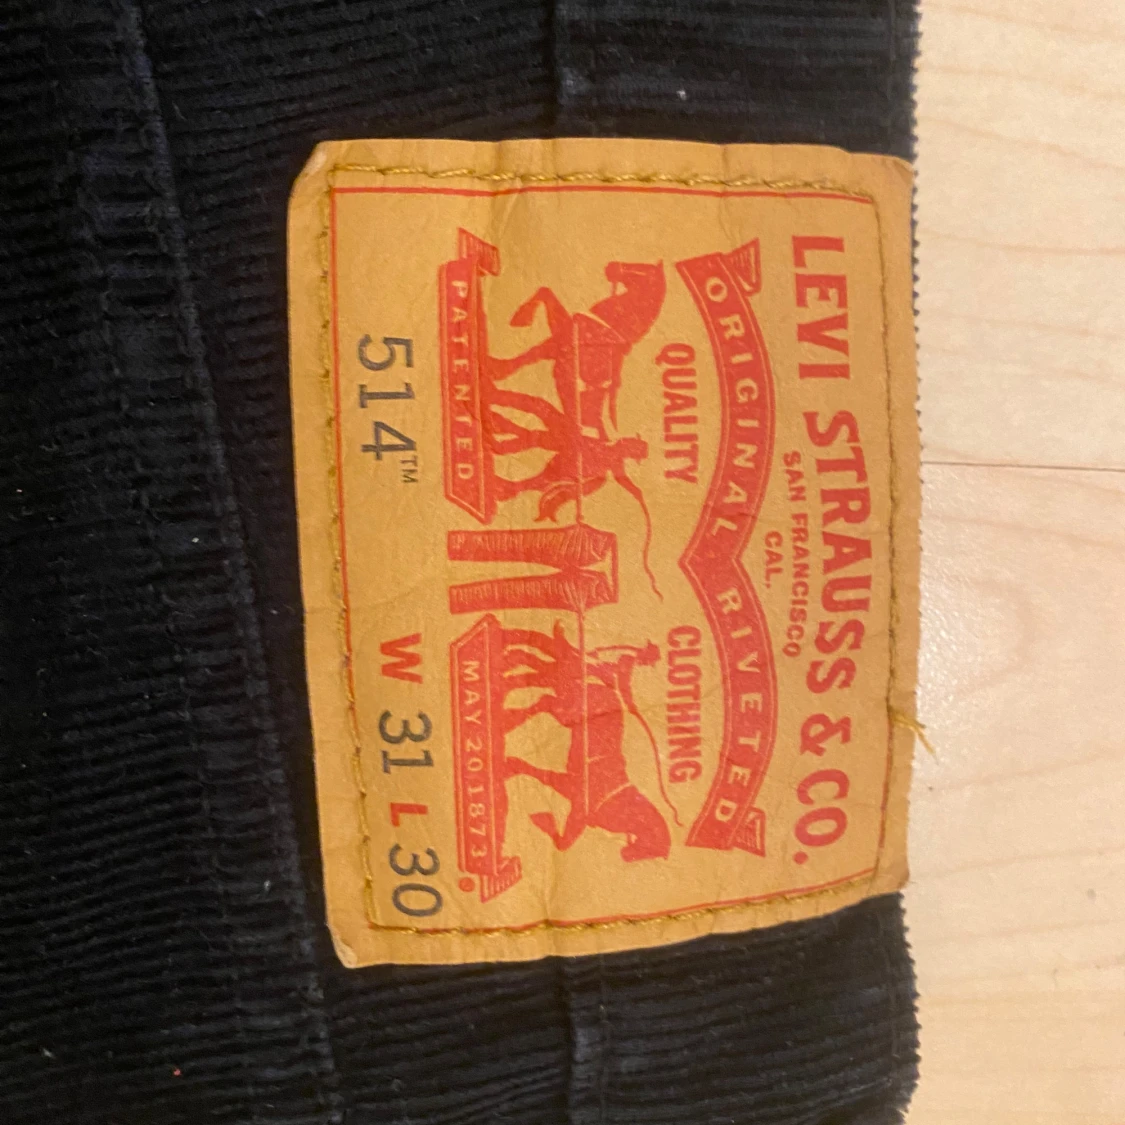 LEVI STRAUSS & CO.
SAN FRANCISCO
CAL.
ORIGINAL RIVETED
QUALITY CLOTHING
PATENTED MAY 20 1873
514™ W 31 L 30